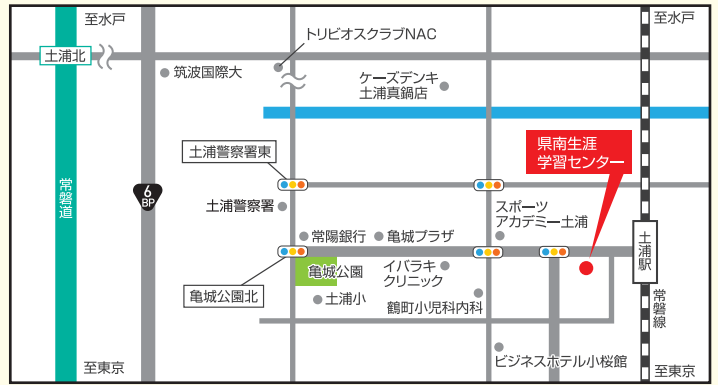 至水戸
至水戸
トリビオスクラブNAC
土浦北
筑波国際大
ケーズデンキ
土浦真鍋店
県南生涯
学習センター
土浦警察署東
常磐道
6
BP
土浦警察署
スポーツ
アカデミー土浦
常陽銀行
亀城プラザ
土浦駅
亀城公園
イバラキ
クリニック
亀城公園北
土浦小
鶴町小児科内科
常磐線
ビジネスホテル小桜館
至東京
至東京